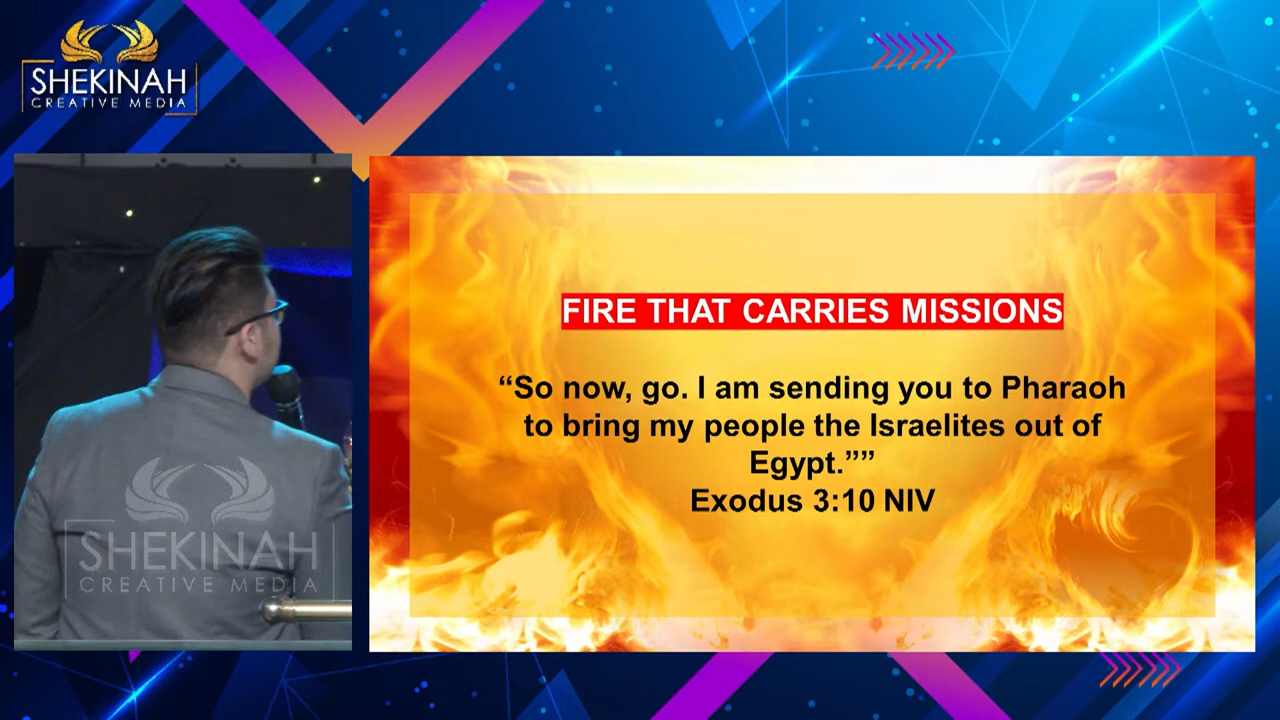 SHEKINAH
CREATIVE MEDIA
FIRE THAT CARRIES MISSIONS
“So now, go. I am sending you to Pharaoh
to bring my people the Israelites out of
Egypt.””
Exodus 3:10 NIV
SHEKINAH
CREATIVE MEDIA